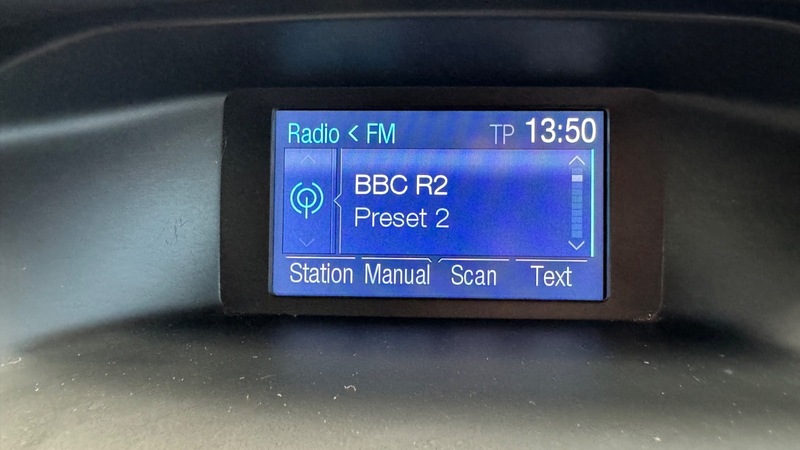 Radio < FM TP 13:50
BBC R2
Preset 2
Station Manual Scan Text